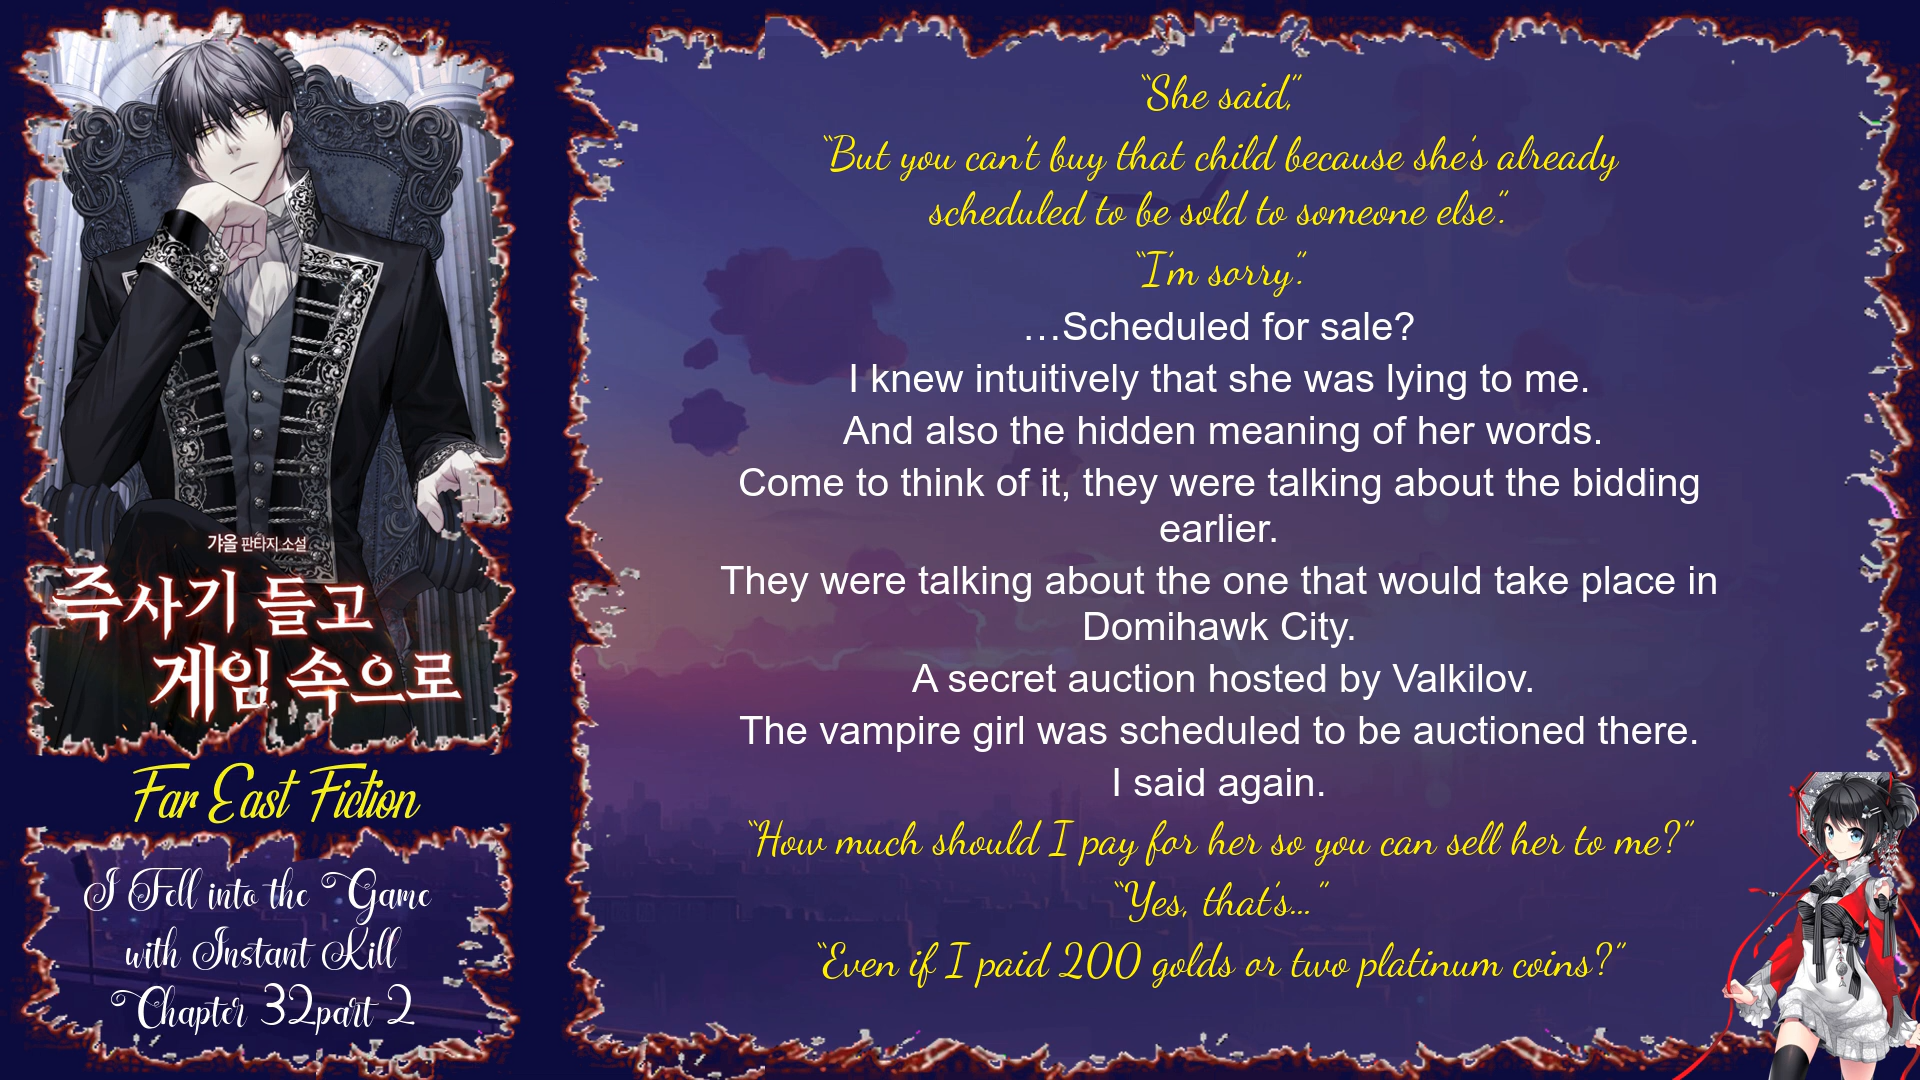 갸울 판타지 소설
즉사기 들고
게임 속으로
Far East Fiction
I Fell into the Game
with Instant Kill
Chapter 32part 2
“She said,”
“But you can’t buy that child because she’s already
scheduled to be sold to someone else”.
“I’m sorry”.
…Scheduled for sale?
I knew intuitively that she was lying to me.
And also the hidden meaning of her words.
Come to think of it, they were talking about the bidding
earlier.
They were talking about the one that would take place in
Domihawk City.
A secret auction hosted by Valkilov.
The vampire girl was scheduled to be auctioned there.
I said again.
“How much should I pay for her so you can sell her to me?”
“Yes, that’s…”
“Even if I paid 200 golds or two platinum coins?”